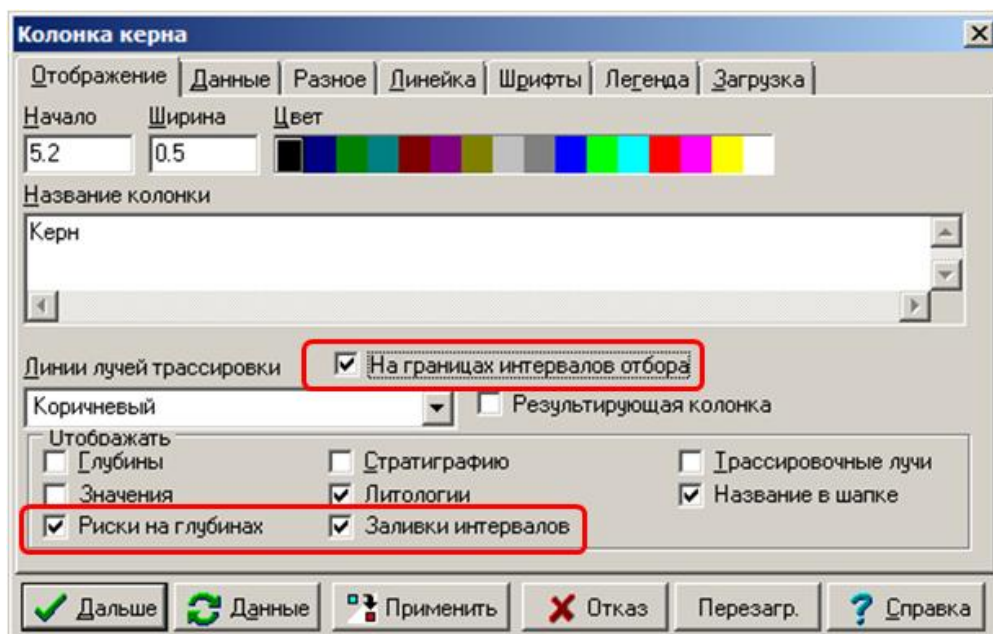 Колонка керна
Отображение Данные Разное Линейка Шрифты Легенда Загрузка
Начало Ширина Цвет
5.2 0.5
Название колонки
Керн
Линии лучей трассировки На границах интервалов отбора
Коричневый Результирующая колонка
Отображать
Глубины Стратиграфию Трассировочные лучи
Значения Литологии Название в шапке
Риски на глубинах Заливки интервалов
Дальше Данные Применить Отказ Перезагр. Справка